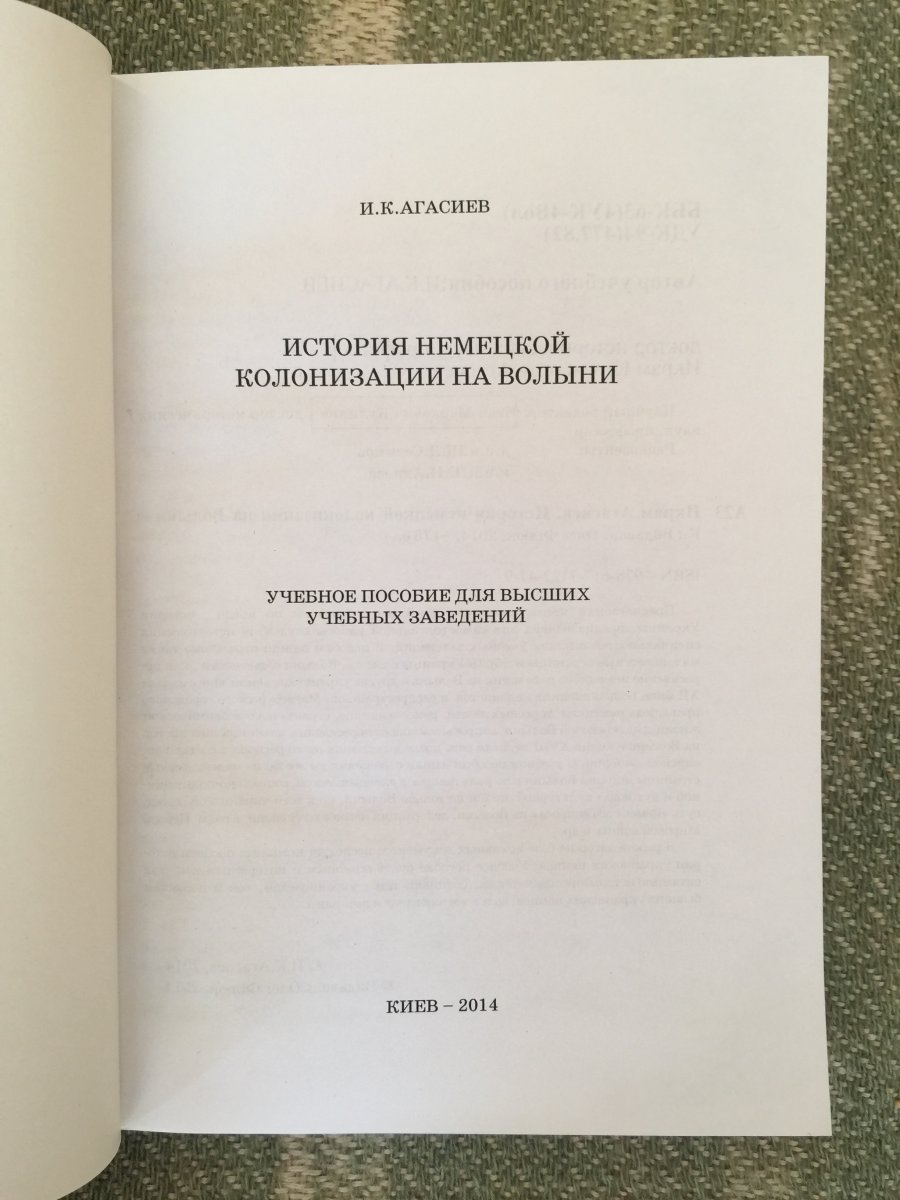 И.К.АГАСИЕВ
ИСТОРИЯ НЕМЕЦКОЙ
КОЛОНИЗАЦИИ НА ВОЛЫНИ
УЧЕБНОЕ ПОСОБИЕ ДЛЯ ВЫСШИХ
УЧЕБНЫХ ЗАВЕДЕНИЙ
КИЕВ – 2014